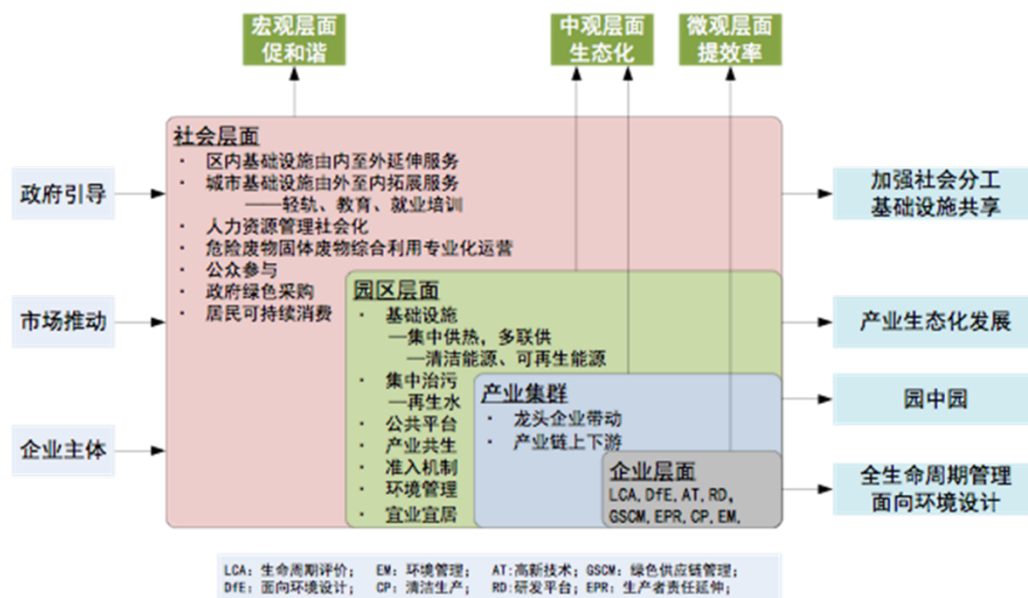 宏观层面
促和谐
中观层面
生态化
微观层面
提效率
社会层面
· 区内基础设施由内至外延伸服务
· 城市基础设施由外至内拓展服务
——轻轨、教育、就业培训
· 人力资源管理社会化
· 危险废物固体废物综合利用专业化运营
· 公众参与
· 政府绿色采购
· 居民可持续消费
政府引导
市场推动
企业主体
园区层面
· 基础设施
—集中供热，多联供
—清洁能源、可再生能源
· 集中治污
—再生水
· 公共平台
· 产业共生
· 准入机制
· 环境管理
· 宜业宜居
产业集群
· 龙头企业带动
· 产业链上下游
企业层面
LCA,DfE,AT,RD,
GSCM,EPR,CP,EM.
加强社会分工
基础设施共享
产业生态化发展
园中园
全生命周期管理
面向环境设计
LCA: 生命周期评价; EM: 环境管理; AT:高新技术; GSCM: 绿色供应链管理;
DfE: 面向环境设计; CP: 清洁生产; RD:研发平台; EPR: 生产者责任延伸;